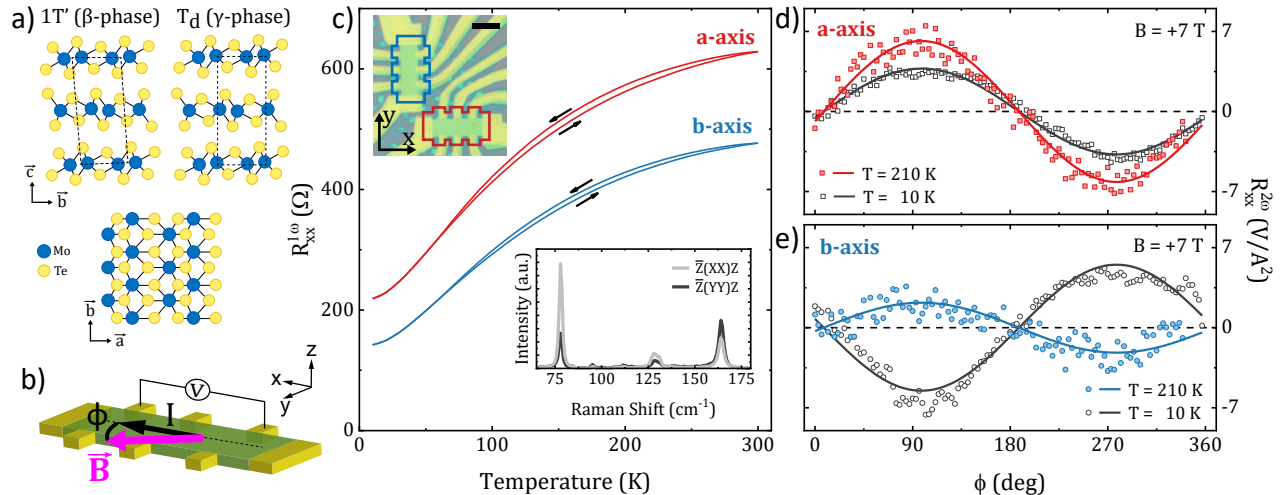 a)
1T' (β-phase)
T_d (γ-phase)
c⃗
b⃗
Mo
Te
b⃗
a⃗
b)
V
z
x
y
ϕ
I
B⃗
c)
R_xx^1ω (Ω)
600
400
200
0
0
100
200
300
Temperature (K)
y
x
a-axis
b-axis
Intensity (a.u.)
Z̅(XX)Z
Z̅(YY)Z
75
100
125
150
175
Raman Shift (cm⁻¹)
d)
a-axis
B = +7 T
T = 210 K
T = 10 K
7
0
-7
e)
b-axis
B = +7 T
T = 210 K
T = 10 K
7
0
-7
R_xx^2ω (V/A²)
0
90
180
270
360
ϕ (deg)